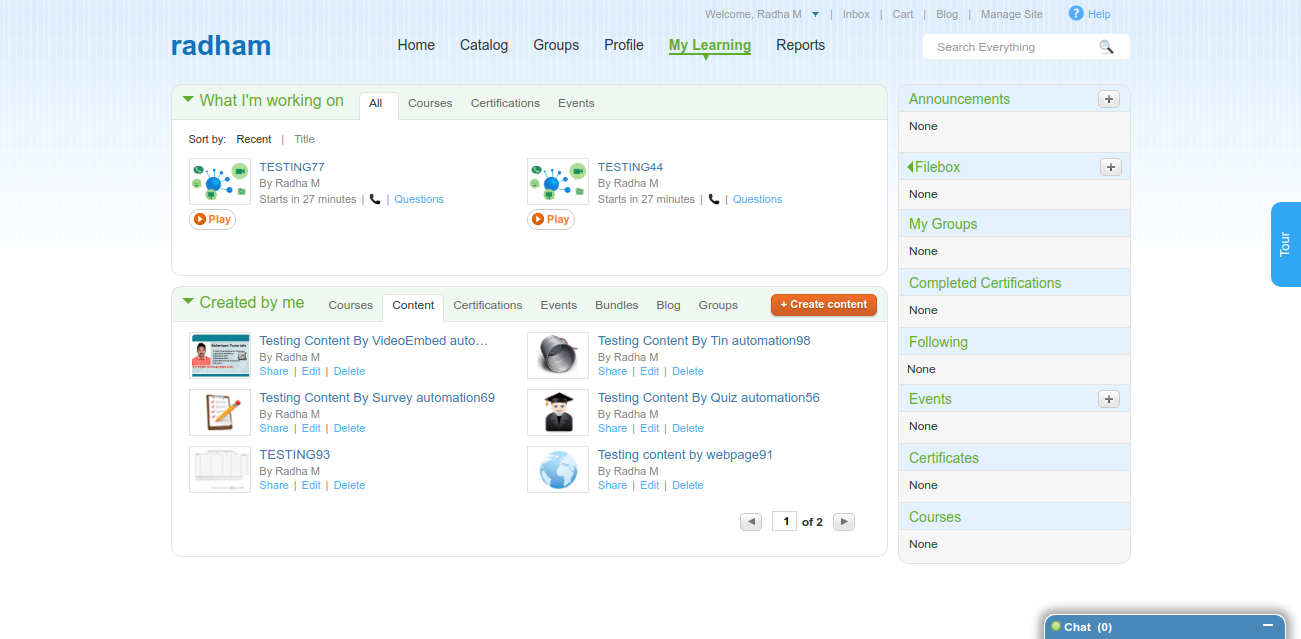 Welcome, Radha M | Inbox | Cart | Blog | Manage Site ? Help
radham
Home Catalog Groups Profile My Learning Reports
Search Everything
What I'm working on All Courses Certifications Events
Sort by: Recent | Title
TESTING77
By Radha M
Starts in 27 minutes | | Questions
Play
TESTING44
By Radha M
Starts in 27 minutes | | Questions
Play
Created by me Courses Content Certifications Events Bundles Blog Groups + Create content
Selenium Tutorials
Testing Content By VideoEmbed auto…
By Radha M
Share | Edit | Delete
Testing Content By Tin automation98
By Radha M
Share | Edit | Delete
Testing Content By Survey automation69
By Radha M
Share | Edit | Delete
Testing Content By Quiz automation56
By Radha M
Share | Edit | Delete
TESTING93
By Radha M
Share | Edit | Delete
Testing content by webpage91
By Radha M
Share | Edit | Delete
1 of 2
Announcements +
None
Filebox +
None
My Groups
None
Completed Certifications
None
Following
None
Events +
None
Certificates
None
Courses
None
Tour
Chat (0)